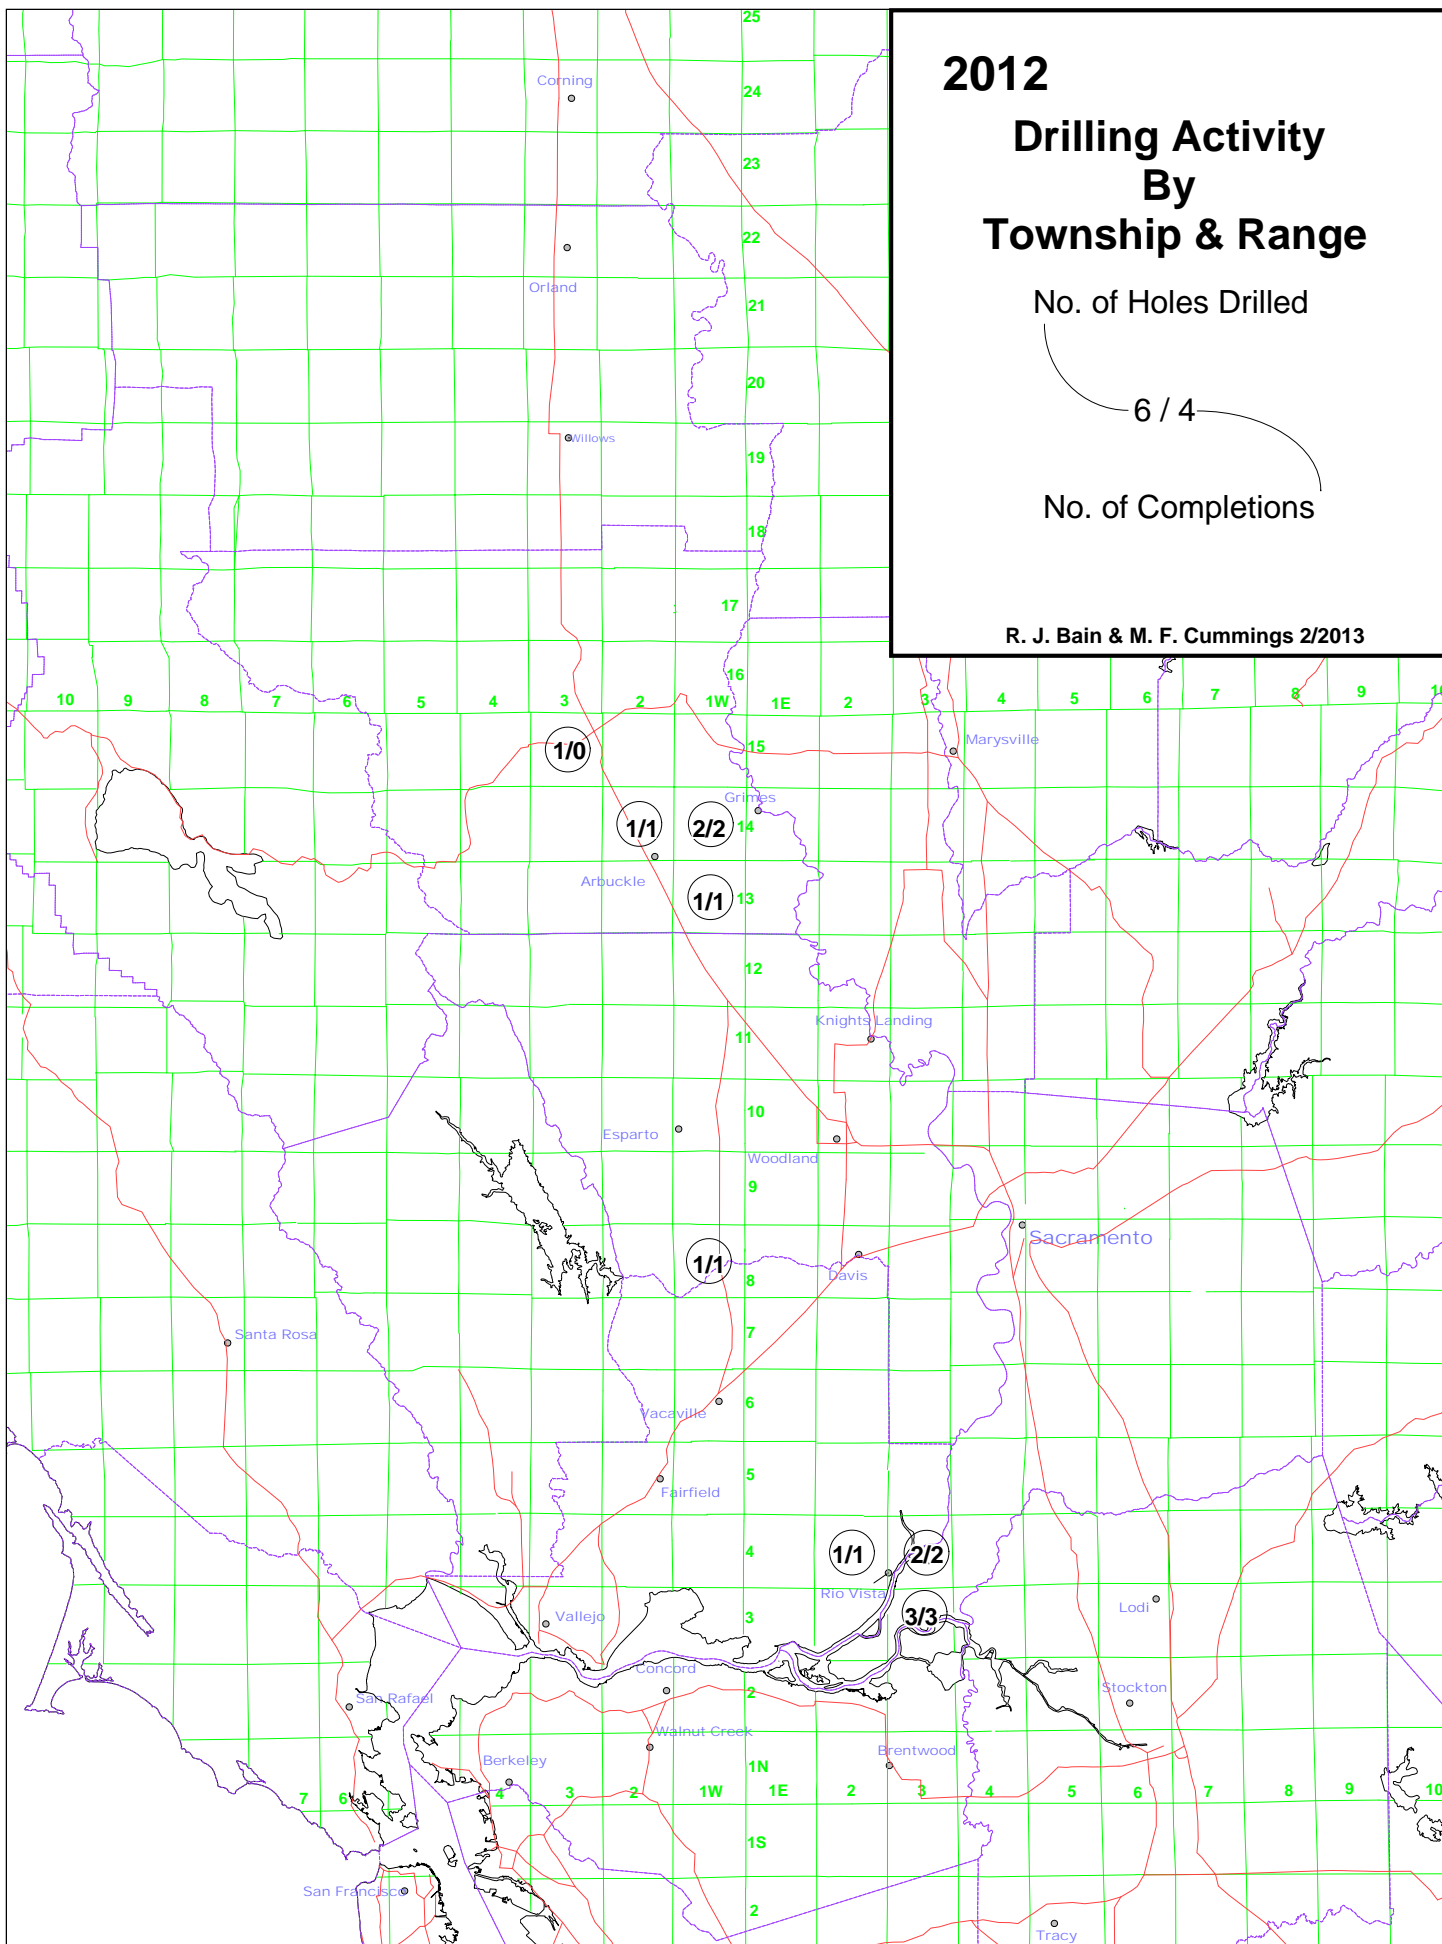 25
2012
Drilling Activity
By
Township & Range
No. of Holes Drilled
6 / 4
No. of Completions
R. J. Bain & M. F. Cummings 2/2013
Corning
24
23
22
Orland
21
20
Willows
19
18
17
16
10 9 8 7 6 5 4 3 2 1W 1E 2 3 4 5 6 7 8 9
1/0
15
Marysville
Grimes
1/1
2/2
14
Arbuckle
1/1
13
12
Knights Landing
11
10
Esparto
Woodland
9
Sacramento
1/1
8
Davis
Santa Rosa
7
6
Vacaville
5
Fairfield
4
1/1
2/2
Rio Vista
Lodi
3
3/3
Vallejo
Concord
2
Stockton
San Rafael
Walnut Creek
Brentwood
Berkeley
1N
7 6 4 3 2 1W 1E 2 3 4 5 6 7 8 9 10
1S
San Francisco
2
Tracy